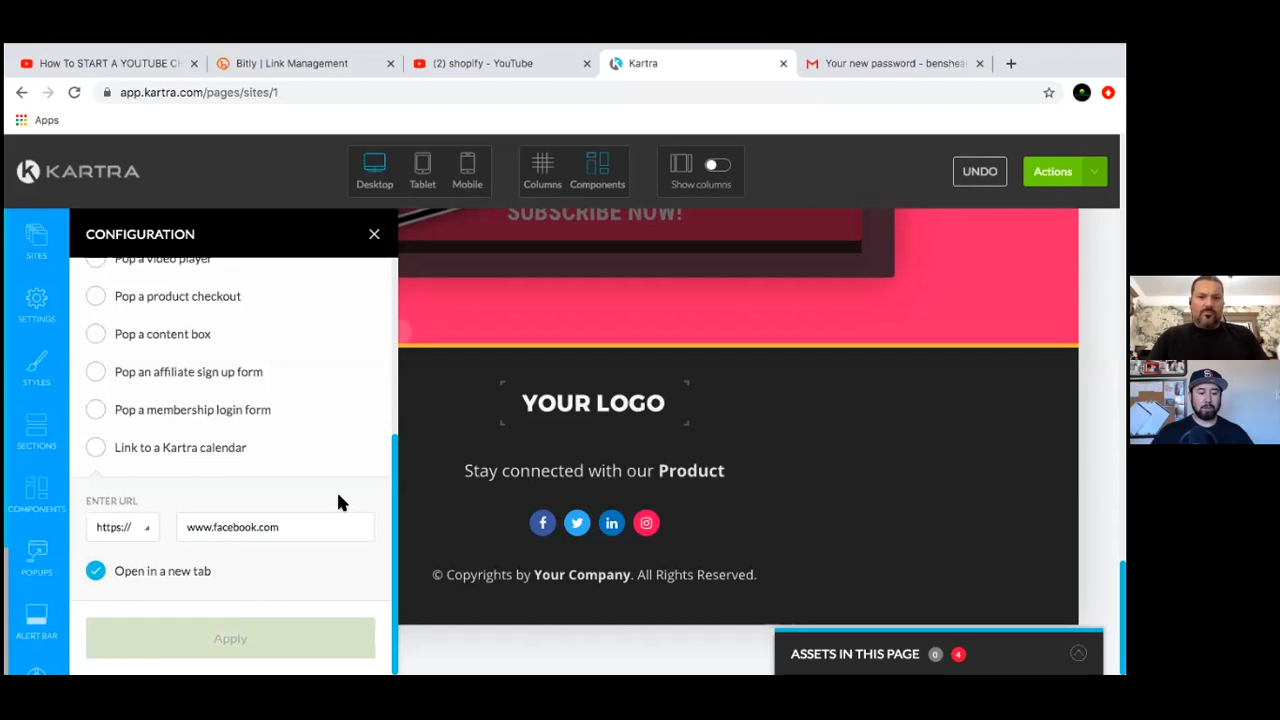 How To START A YOUTUBE CH
Bitly | Link Management
(2) shopify - YouTube
Kartra
Your new password - benshea
app.kartra.com/pages/sites/1
Apps
KARTRA
Desktop
Tablet
Mobile
Columns
Components
Show columns
UNDO
Actions
SITES
SETTINGS
STYLES
SECTIONS
COMPONENTS
POPUPS
ALERT BAR
CONFIGURATION
Pop a video player
Pop a product checkout
Pop a content box
Pop an affiliate sign up form
Pop a membership login form
Link to a Kartra calendar
ENTER URL
https:// www.facebook.com
Open in a new tab
Apply
SUBSCRIBE NOW!
YOUR LOGO
Stay connected with our Product
© Copyrights by Your Company. All Rights Reserved.
ASSETS IN THIS PAGE 0 4